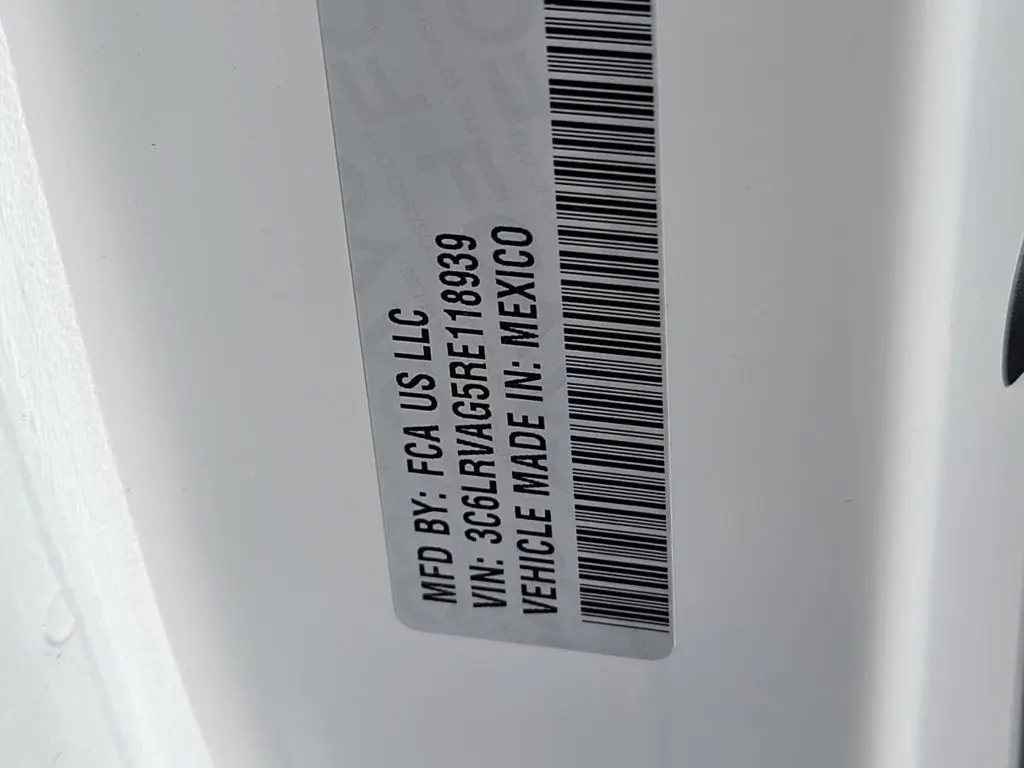 MFD BY: FCA US LLC
VIN: 3C6LRVAG5RE118939
VEHICLE MADE IN: MEXICO